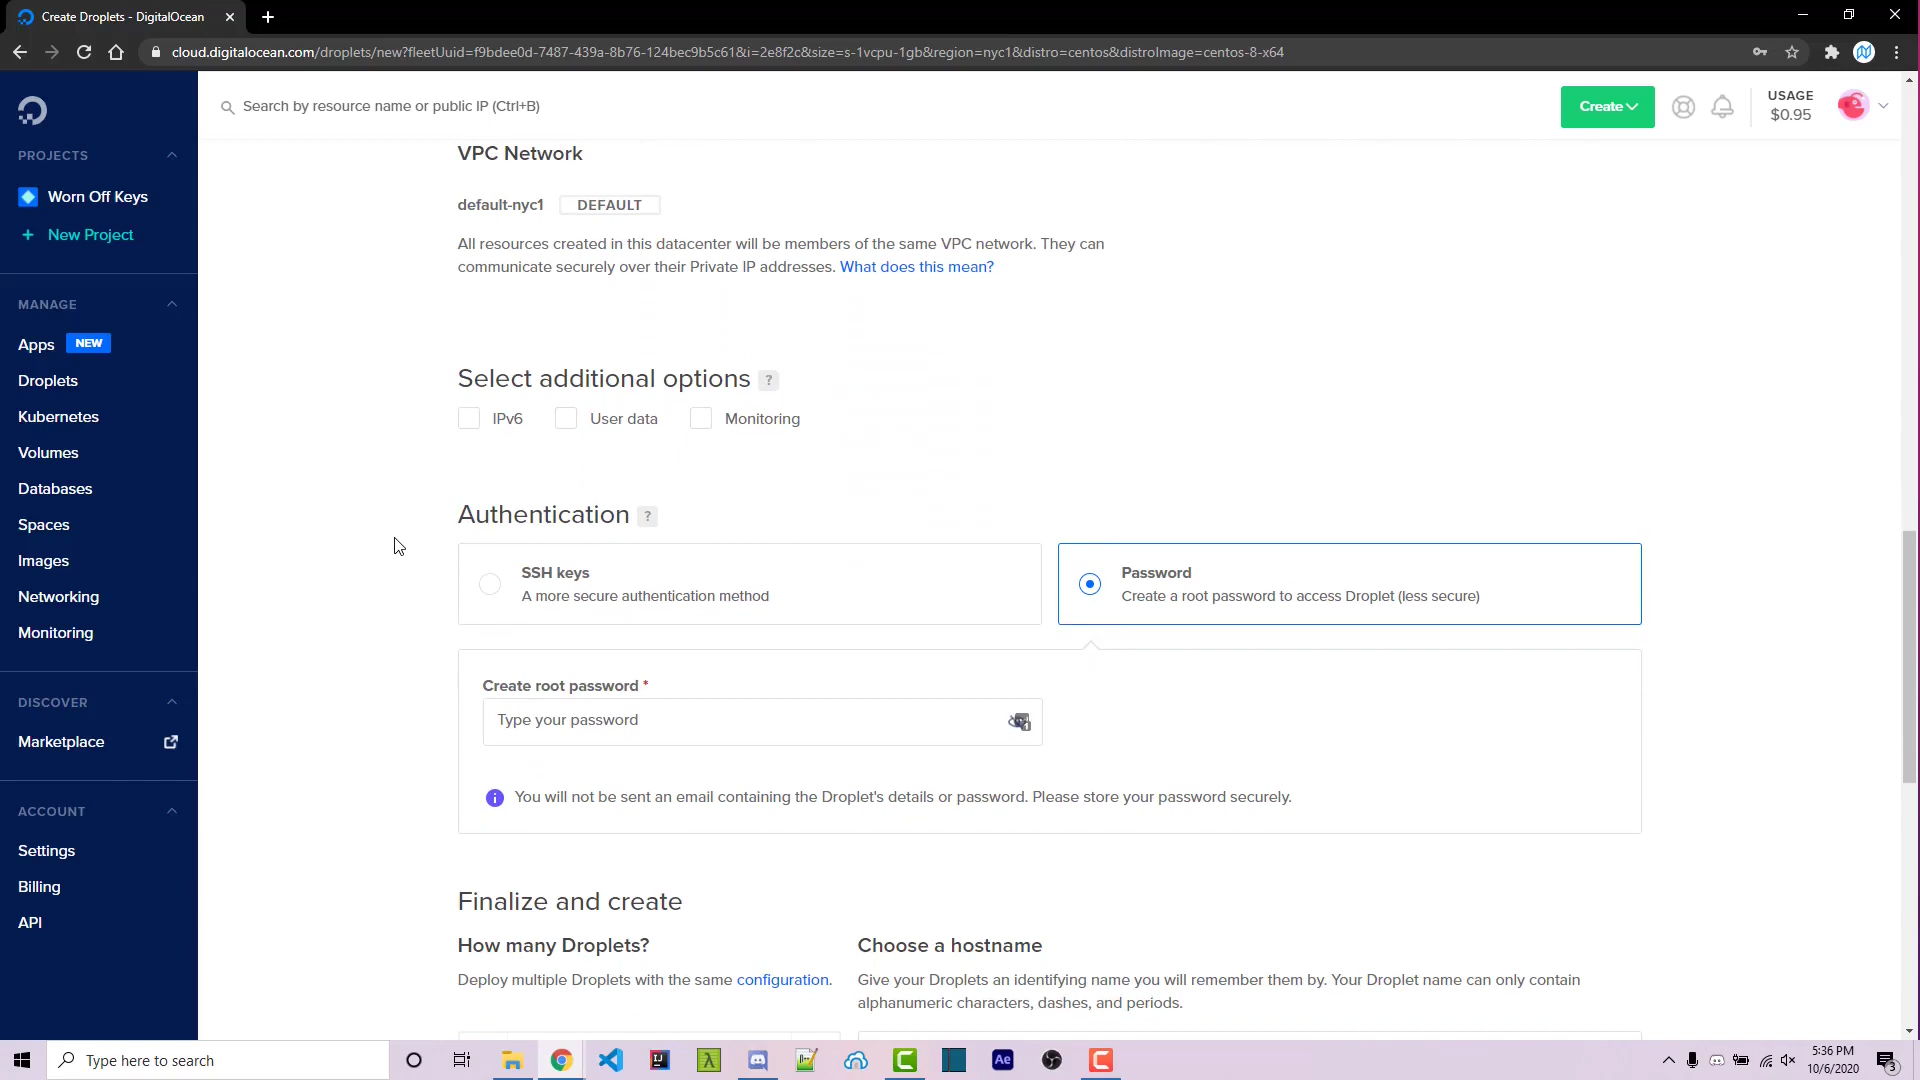 Create Droplets - DigitalOcean
cloud.digitalocean.com/droplets/new?fleetUuid=f9bdee0d-7487-439a-8b76-124bec9b5c61&i=2e8f2c&size=s-1vcpu-1gb&region=nyc1&distro=centos&distroImage=centos-8-x64
Search by resource name or public IP (Ctrl+B)
Create
USAGE
$0.95
PROJECTS
Worn Off Keys
+ New Project
MANAGE
Apps NEW
Droplets
Kubernetes
Volumes
Databases
Spaces
Images
Networking
Monitoring
DISCOVER
Marketplace
ACCOUNT
Settings
Billing
API
VPC Network
default-nyc1 DEFAULT
All resources created in this datacenter will be members of the same VPC network. They can
communicate securely over their Private IP addresses. What does this mean?
Select additional options ?
IPv6 User data Monitoring
Authentication ?
SSH keys
A more secure authentication method
Password
Create a root password to access Droplet (less secure)
Create root password *
Type your password
You will not be sent an email containing the Droplet's details or password. Please store your password securely.
Finalize and create
How many Droplets?
Deploy multiple Droplets with the same configuration.
Choose a hostname
Give your Droplets an identifying name you will remember them by. Your Droplet name can only contain
alphanumeric characters, dashes, and periods.
Type here to search
IJ
λ
Ae
5:36 PM
10/6/2020
3